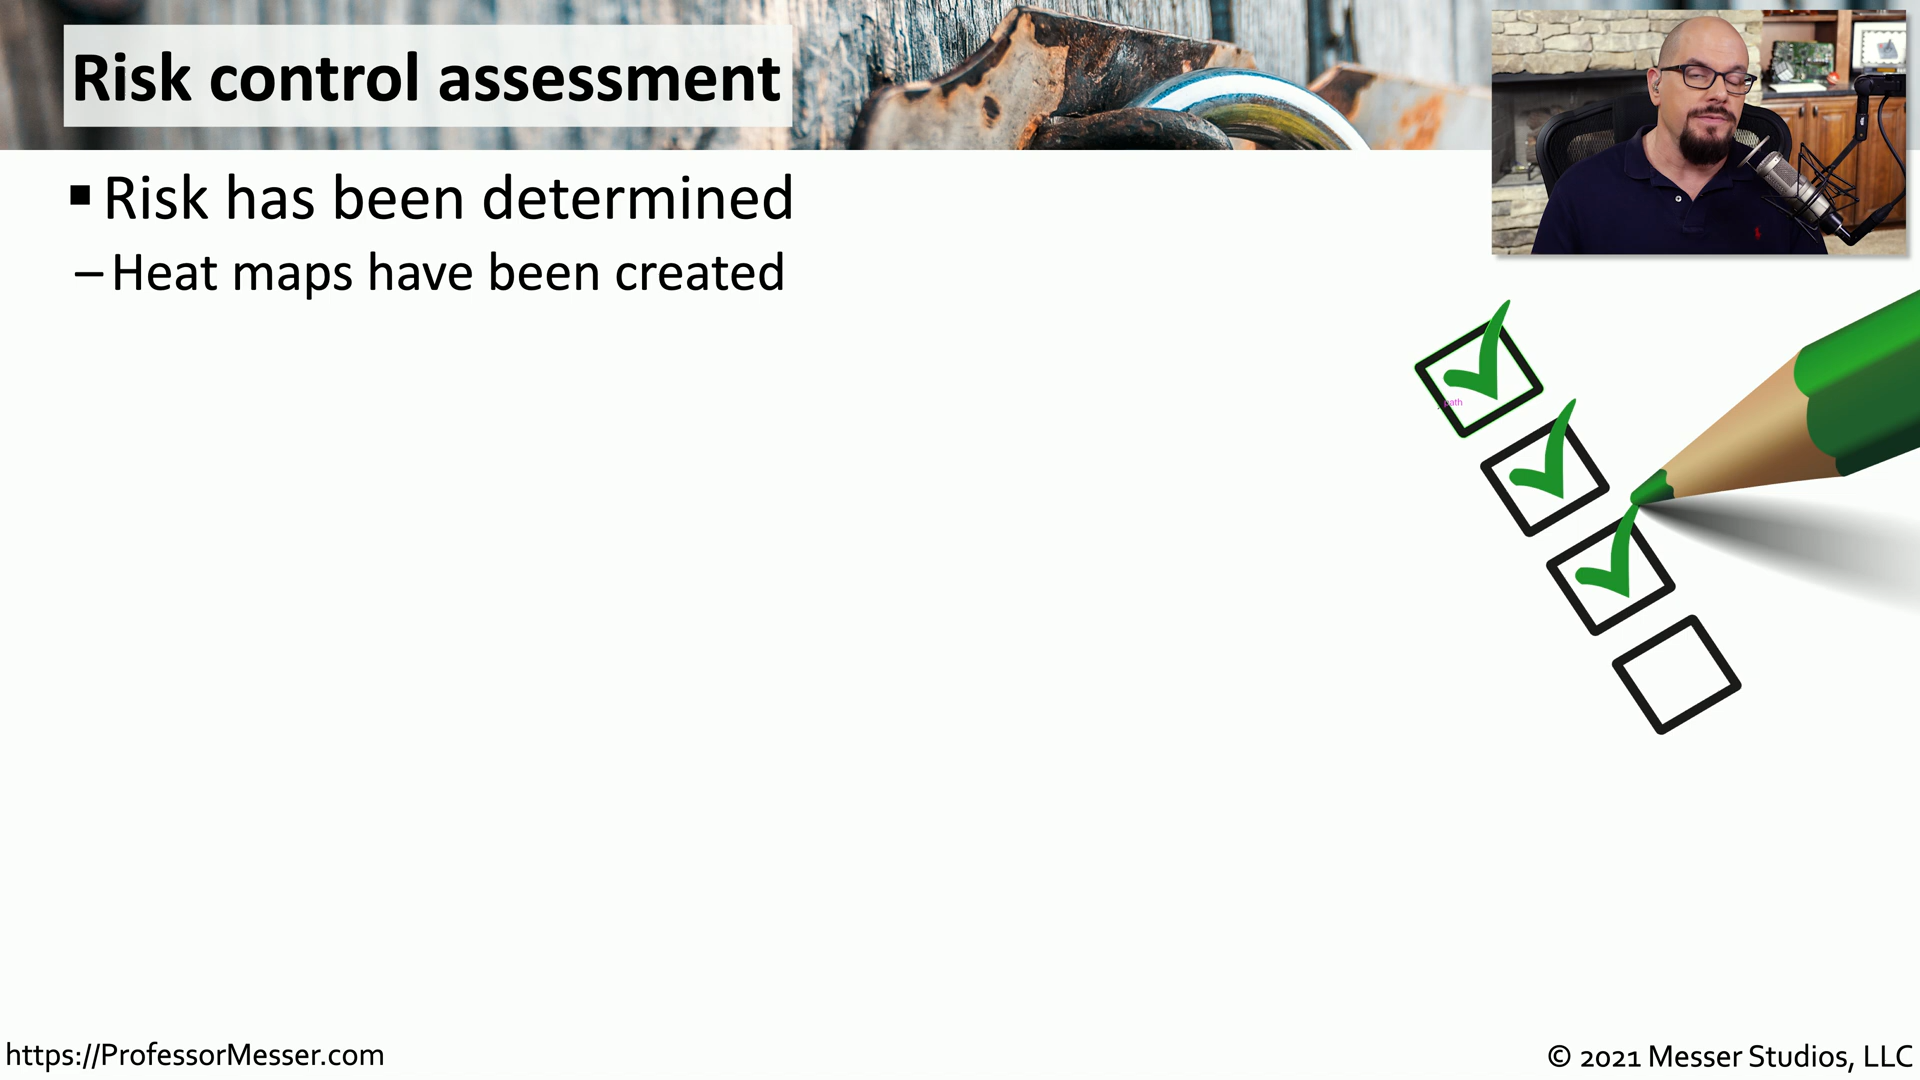 Risk control assessment
▪ Risk has been determined
– Heat maps have been created
path
https://ProfessorMesser.com
© 2021 Messer Studios, LLC